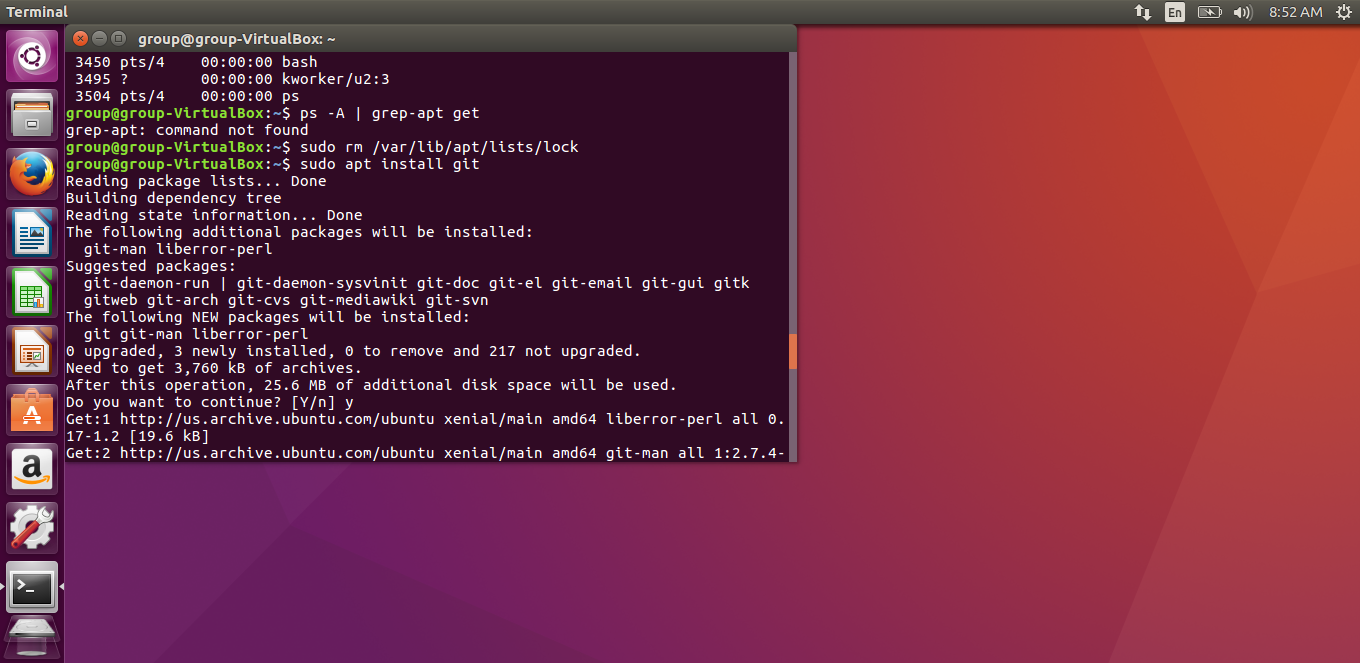 Terminal
En
8:52 AM
group@group-VirtualBox: ~
3450 pts/4    00:00:00 bash
3495 ?        00:00:00 kworker/u2:3
3504 pts/4    00:00:00 ps
group@group-VirtualBox:~$ ps -A | grep-apt get
grep-apt: command not found
group@group-VirtualBox:~$ sudo rm /var/lib/apt/lists/lock
group@group-VirtualBox:~$ sudo apt install git
Reading package lists... Done
Building dependency tree
Reading state information... Done
The following additional packages will be installed:
  git-man liberror-perl
Suggested packages:
  git-daemon-run | git-daemon-sysvinit git-doc git-el git-email git-gui gitk
  gitweb git-arch git-cvs git-mediawiki git-svn
The following NEW packages will be installed:
  git git-man liberror-perl
0 upgraded, 3 newly installed, 0 to remove and 217 not upgraded.
Need to get 3,760 kB of archives.
After this operation, 25.6 MB of additional disk space will be used.
Do you want to continue? [Y/n] y
Get:1 http://us.archive.ubuntu.com/ubuntu xenial/main amd64 liberror-perl all 0.
17-1.2 [19.6 kB]
Get:2 http://us.archive.ubuntu.com/ubuntu xenial/main amd64 git-man all 1:2.7.4-